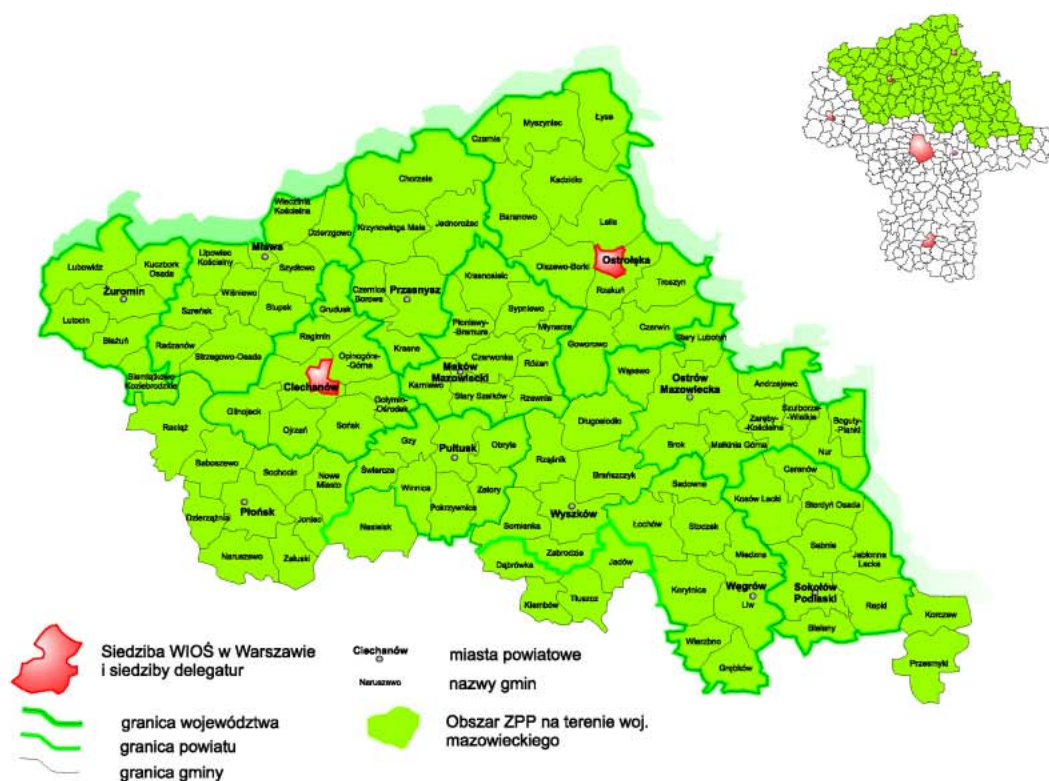 Łyse
Myszyniec
Czarnia
Kadzidło
Chorzele
Wieczfnia
Kościelna
Baranowo
Lelis
Dzierzgowo
Krzynowłoga Mała
Jednorożec
Mława
Lipowiec
Kościelny
Kuczbork
Osada
Lubowidz
Szydłowo
Olszewo-Borki
Ostrołęka
Krasnosielc
Troszyn
Rzekuń
Żuromin
Wiśniewo
Czernice
Borowe
Przasnysz
Szreńsk
Stupsk
Grudusk
Sypniewo
Lutocin
Płoniawy-Bramura
Młynarze
Czerwin
Bieżuń
Radzanów
Regimin
Krasne
Goworowo
Stary Lubotyń
Strzegowo-Osada
Opinogóra-
Górna
Czerwonka
Różan
Maków
Mazowiecki
Wąsewo
Ostrów
Mazowiecka
Siemiątkowo
Koziebrodzkie
Ciechanów
Karniewo
Andrzejewo
Gołymin-
Ośrodek
Stary Szelków
Rzewnie
Szulborze-
Wielkie
Glinojeck
Długosiodło
Zaręby-
Kościelne
Boguty-
Pianki
Raciąż
Ojrzeń
Sońsk
Gzy
Obryte
Brok
Małkinia Górna
Nur
Pułtusk
Rząśnik
Baboszewo
Sochocin
Nowe
Miasto
Świercze
Brańszczyk
Ceranów
Winnica
Zatory
Sadowne
Kosów Lacki
Płońsk
Pokrzywnica
Wyszków
Sterdyń Osada
Dzierzążnia
Joniec
Nasielsk
Somianka
Łochów
Stoczek
Sabnie
Naruszewo
Załuski
Zabrodzie
Miedzna
Jabłonna
Lacka
Dąbrówka
Jadów
Korytnica
Węgrów
Sokołów
Podlaski
Klembów
Tłuszcz
Liw
Repki
Korczew
Bielany
Wierzbno
Grębków
Przesmyki
Siedziba WIOŚ w Warszawie
i siedziby delegatur
Ciechanów
miasta powiatowe
Naruszewo
nazwy gmin
granica województwa
granica powiatu
granica gminy
Obszar ZPP na terenie woj.
mazowieckiego